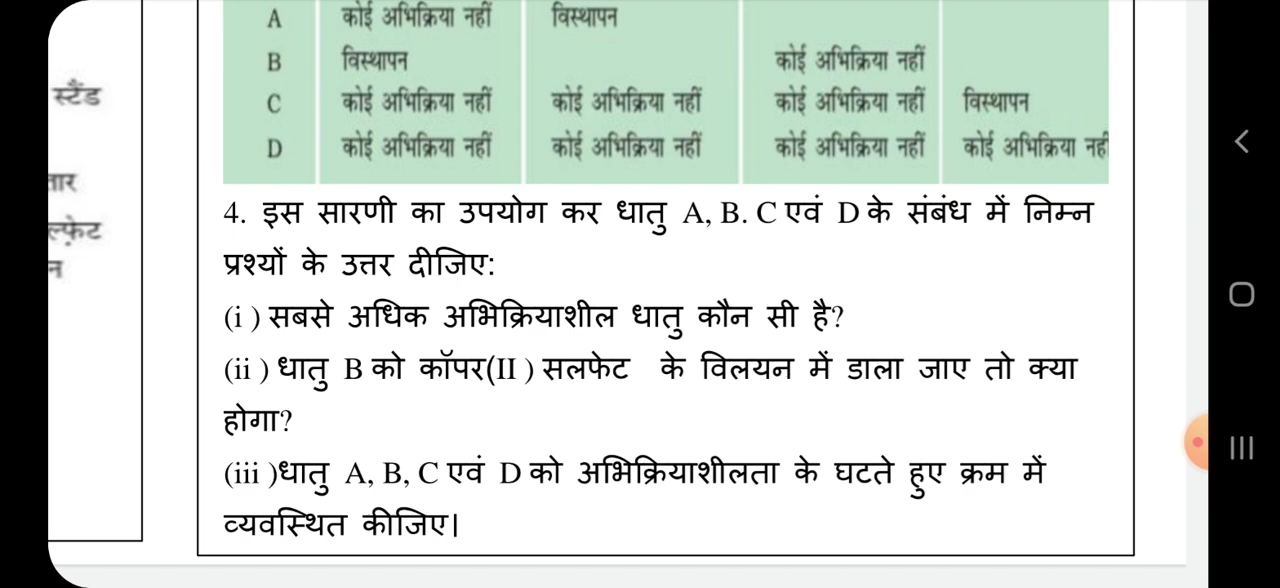 स्टैंड
तार
ल्फ़ेट
न
A कोई अभिक्रिया नहीं विस्थापन
B विस्थापन कोई अभिक्रिया नहीं
C कोई अभिक्रिया नहीं कोई अभिक्रिया नहीं कोई अभिक्रिया नहीं विस्थापन
D कोई अभिक्रिया नहीं कोई अभिक्रिया नहीं कोई अभिक्रिया नहीं कोई अभिक्रिया नहीं
4. इस सारणी का उपयोग कर धातु A, B. C एवं D के संबंध में निम्न
प्रश्यों के उत्तर दीजिए:
(i ) सबसे अधिक अभिक्रियाशील धातु कौन सी है?
(ii ) धातु B को कॉपर(II ) सलफेट के विलयन में डाला जाए तो क्या
होगा?
(iii )धातु A, B, C एवं D को अभिक्रियाशीलता के घटते हुए क्रम में
व्यवस्थित कीजिए|